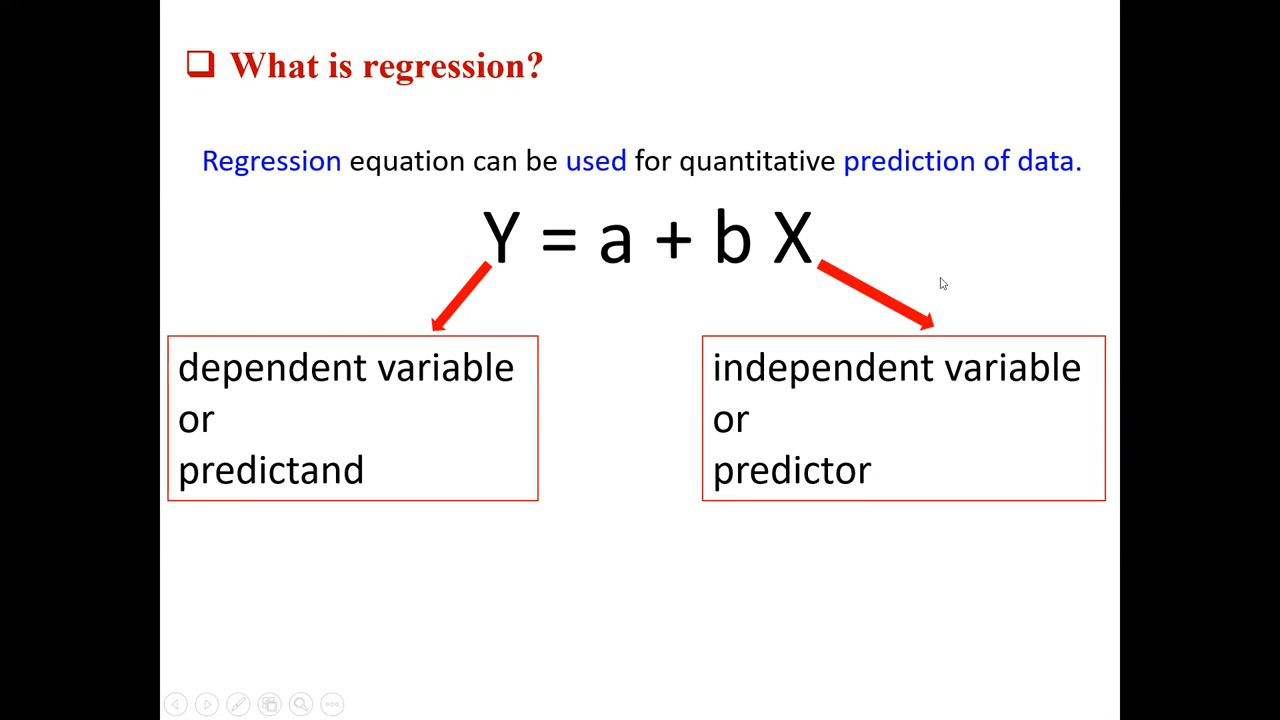 What is regression?
Regression equation can be used for quantitative prediction of data.
Y = a + b X
dependent variable
or
predictand
independent variable
or
predictor